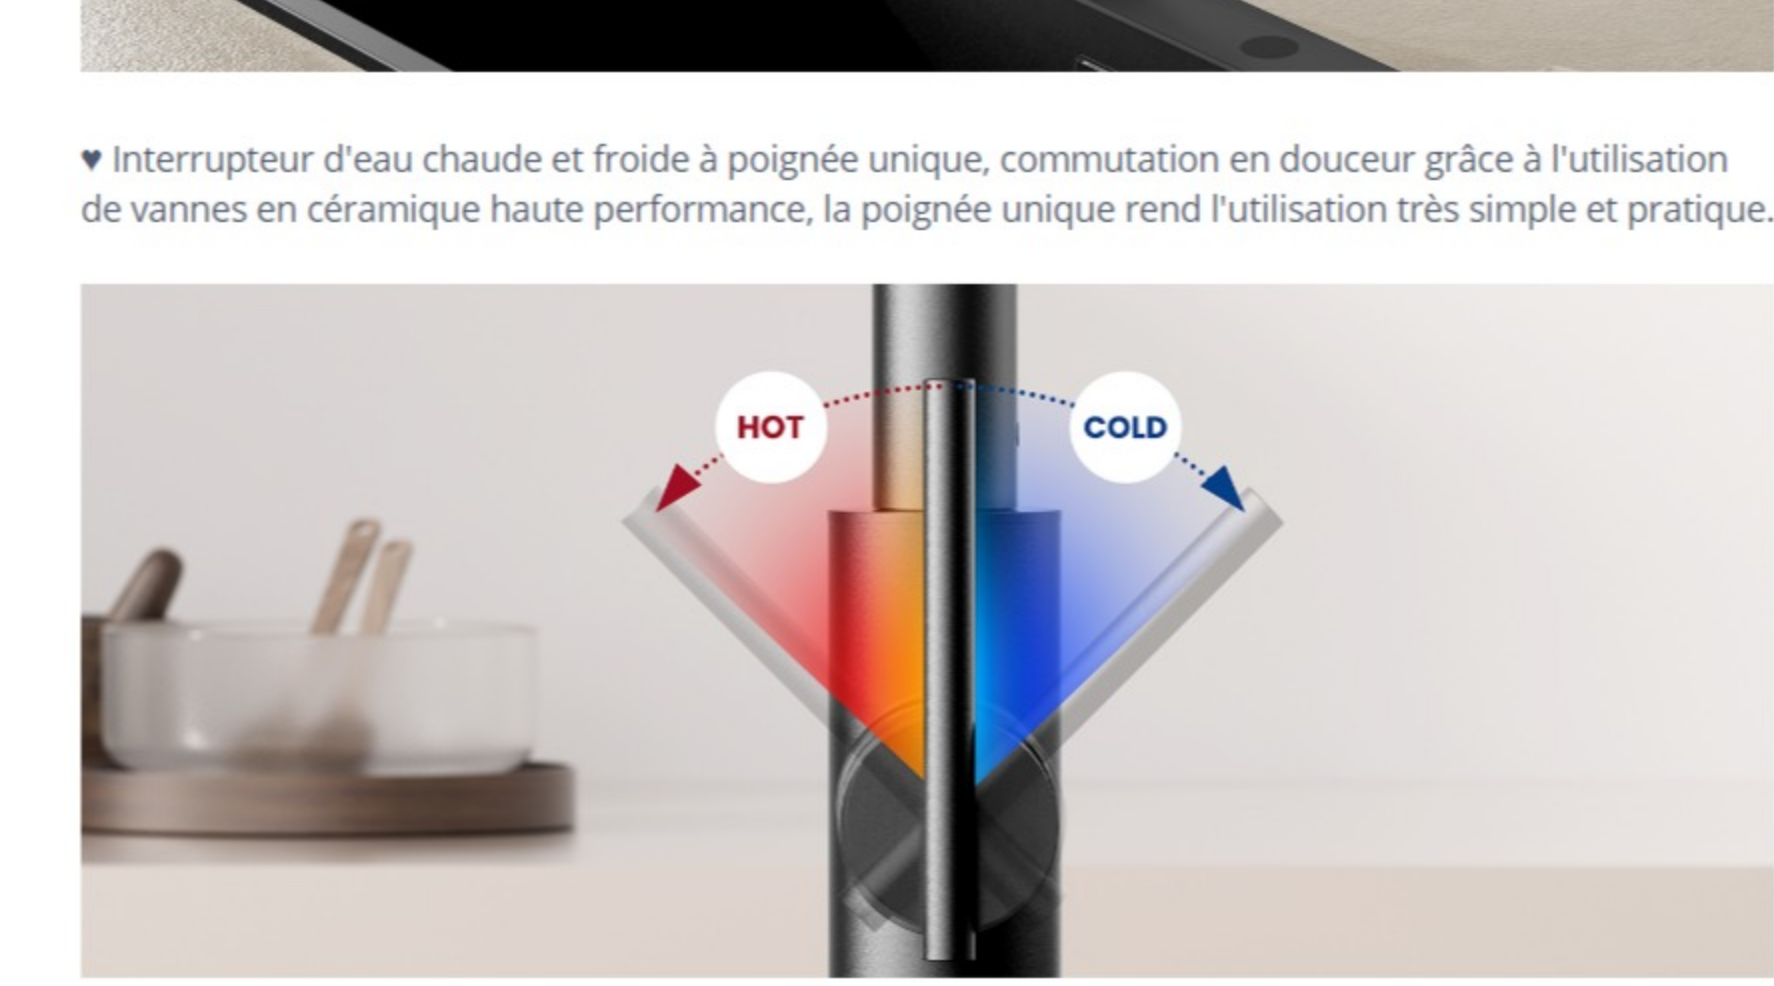 ♥ Interrupteur d'eau chaude et froide à poignée unique, commutation en douceur grâce à l'utilisation
de vannes en céramique haute performance, la poignée unique rend l'utilisation très simple et pratique.
HOT
COLD